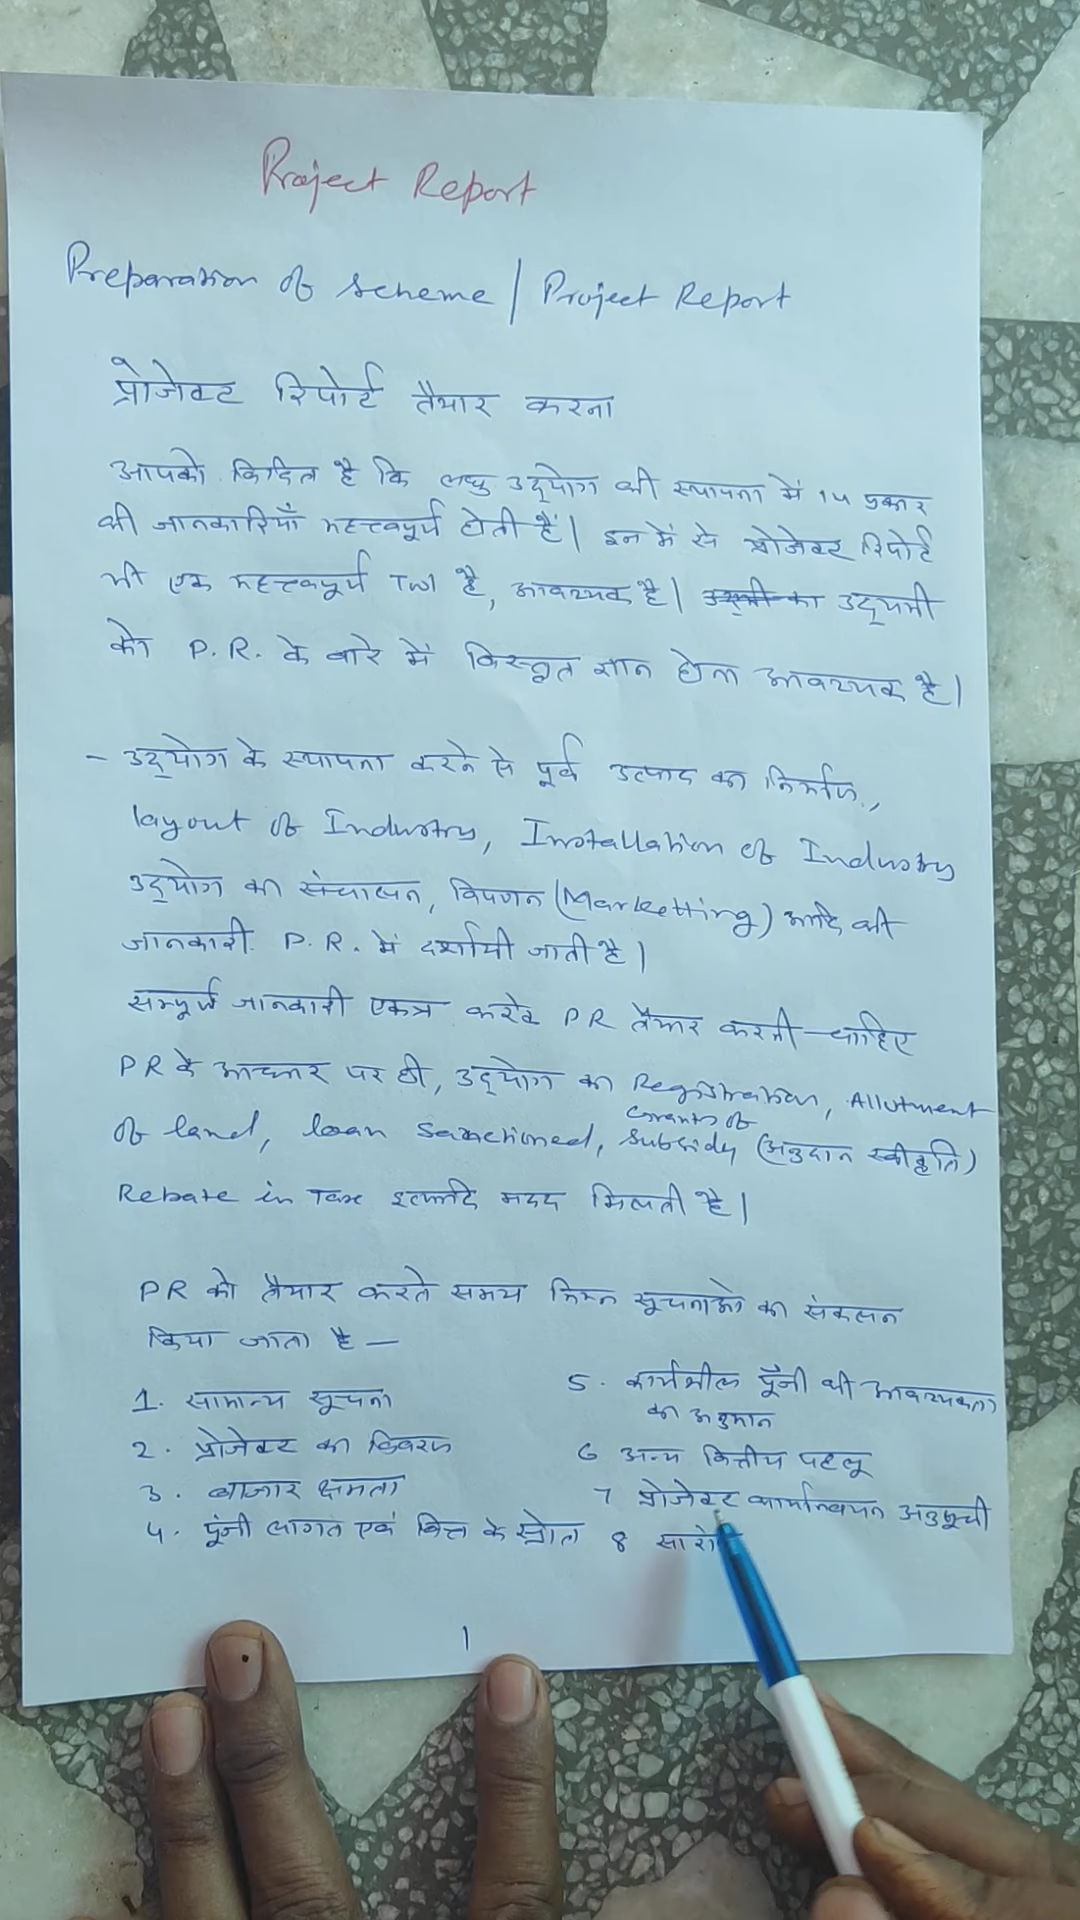 Project Report
Preparation of scheme / Project Report
प्रोजेक्ट रिपोर्ट तैयार करना
आपको विदित है कि लघु उद्योग की स्थापना में 14 प्रकार
की जानकारियाँ महत्त्वपूर्ण होती हैं। इन में से प्रोजेक्ट रिपोर्ट
भी एक महत्त्वपूर्ण Tool है, आवश्यक है। उद्यमी
को P.R. के बारे में विस्तृत ज्ञान होना आवश्यक है।
- उद्योग के स्थापना करने से पूर्व उत्पाद का निर्माण,
layout of Industry, Installation of Industry
उद्योग का संचालन, विपणन (Marketting) आदि की
जानकारी P.R. में दर्शायी जाती है।
सम्पूर्ण जानकारी एकत्र करके PR तैयार करनी चाहिए
PR के आधार पर ही, उद्योग का Registration, Allotment
of land, loan sanctioned, Grants of Subsidy (अनुदान स्वीकृति)
Rebate in Tax इत्यादि मदद मिलती है।
PR को तैयार करते समय निम्न सूचनाओ का संकलन
किया जाता है —
1. सामान्य सूचना
2. प्रोजेक्ट का विवरण
3. बाजार क्षमता
4. पूंजी लागत एवं वित्त के स्रोत
5. कार्यशील पूँजी की आवश्यकता
का अनुमान
6 अन्य वित्तीय पहलू
7 प्रोजेक्ट कार्यान्वयन अनुसूची
8
1